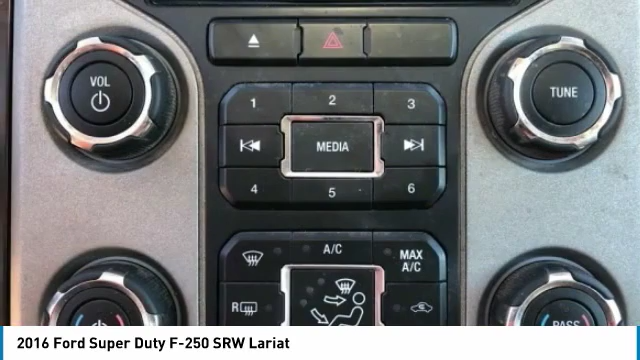 VOL
TUNE
1 2 3
MEDIA
4 5 6
A/C
MAX
A/C
R
PASS
2016 Ford Super Duty F-250 SRW Lariat